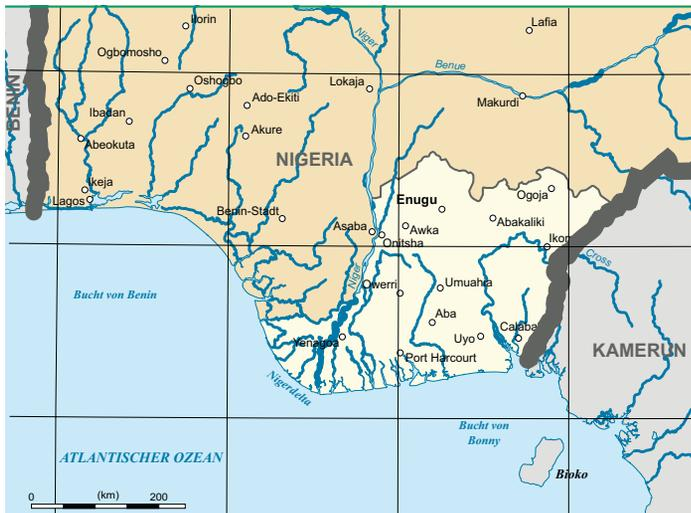 Ilorin
Lafia
Ogbomosho
Niger
Benue
BENIN
Oshogbo
Lokaja
Ado-Ekiti
Makurdi
Ibadan
Akure
Abeokuta
NIGERIA
Ikeja
Lagos
Enugu
Ogoja
Benin-Stadt
Asaba
Awka
Abakaliki
Onitsha
Ikom
Cross
Niger
Owerri
Umuahia
Bucht von Benin
Aba
Yenagoa
Uyo
Calaba
Port Harcourt
KAMERUN
Nigerdelta
Bucht von
Bonny
ATLANTISCHER OZEAN
Bioko
0 (km) 200